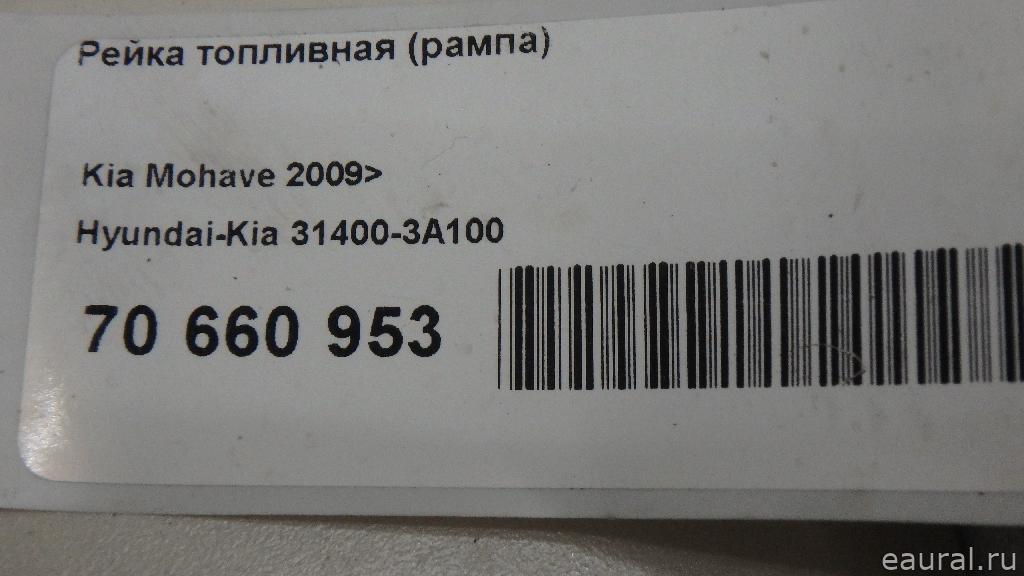 Рейка топливная (рампа)
Kia Mohave 2009>
Hyundai-Kia 31400-3A100
70 660 953
eaural.ru